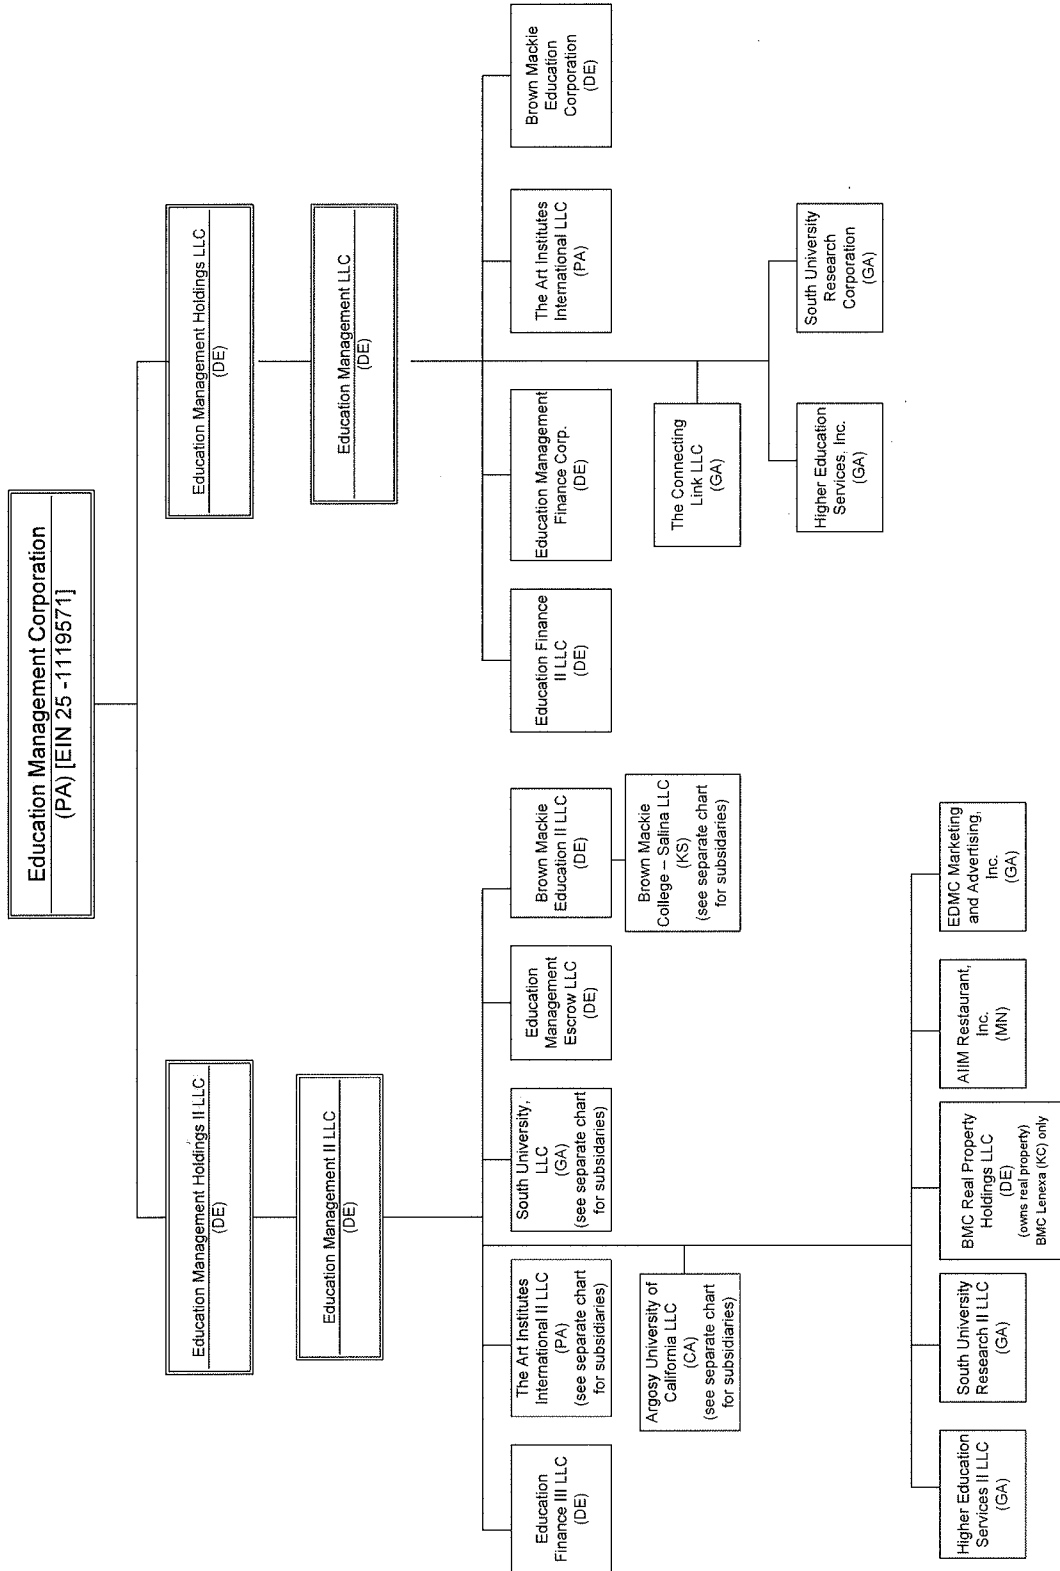 Education Management Corporation
(PA) [EIN 25 -1119571]
Education Management Holdings II LLC
(DE)
Education Management Holdings LLC
(DE)
Education Management II LLC
(DE)
Education Management LLC
(DE)
Education
Finance III LLC
(DE)
The Art Institutes
International II LLC
(PA)
(see separate chart
for subsidiaries)
South University,
LLC
(GA)
(see separate chart
for subsidiaries)
Education
Management
Escrow LLC
(DE)
Brown Mackie
Education II LLC
(DE)
Education Finance
II LLC
(DE)
Education Management
Finance Corp.
(DE)
The Art Institutes
International LLC
(PA)
Brown Mackie
Education
Corporation
(DE)
Argosy University of
California LLC
(CA)
(see separate chart
for subsidiaries)
Brown Mackie
College – Salina LLC
(KS)
(see separate chart
for subsidiaries)
The Connecting
Link LLC
(GA)
Higher Education
Services, Inc.
(GA)
South University
Research
Corporation
(GA)
Higher Education
Services II LLC
(GA)
South University
Research II LLC
(GA)
BMC Real Property
Holdings LLC
(DE)
(owns real property)
BMC Lenexa (KC) only
AIIM Restaurant,
Inc.
(MN)
EDMC Marketing
and Advertising,
Inc.
(GA)